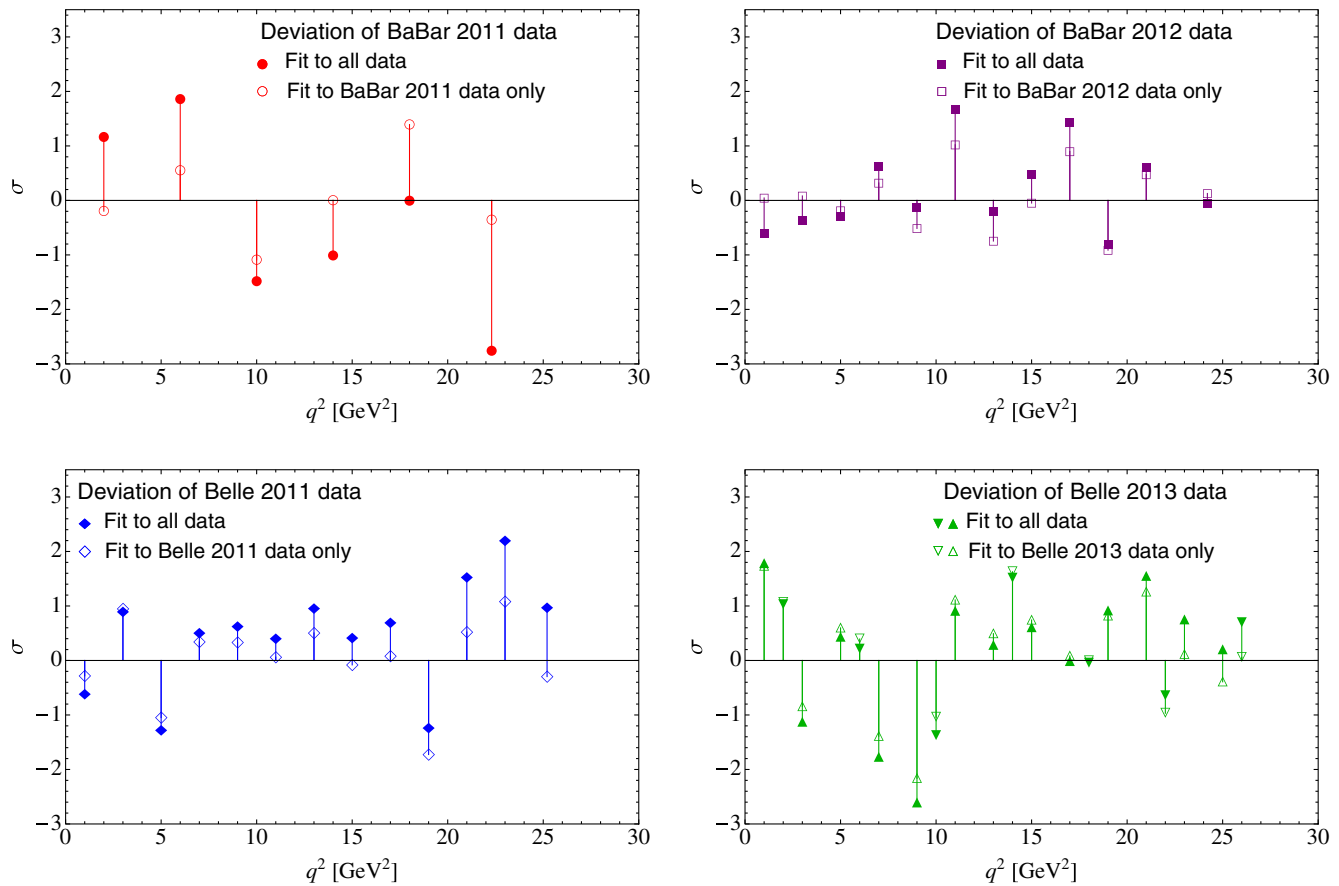 Deviation of BaBar 2011 data
Fit to all data
Fit to BaBar 2011 data only
3
2
1
0
−1
−2
−3
σ
0 5 10 15 20 25 30
q² [GeV²]
Deviation of BaBar 2012 data
Fit to all data
Fit to BaBar 2012 data only
3
2
1
0
−1
−2
−3
σ
0 5 10 15 20 25 30
q² [GeV²]
Deviation of Belle 2011 data
Fit to all data
Fit to Belle 2011 data only
3
2
1
0
−1
−2
−3
σ
0 5 10 15 20 25 30
q² [GeV²]
Deviation of Belle 2013 data
Fit to all data
Fit to Belle 2013 data only
3
2
1
0
−1
−2
−3
σ
0 5 10 15 20 25 30
q² [GeV²]